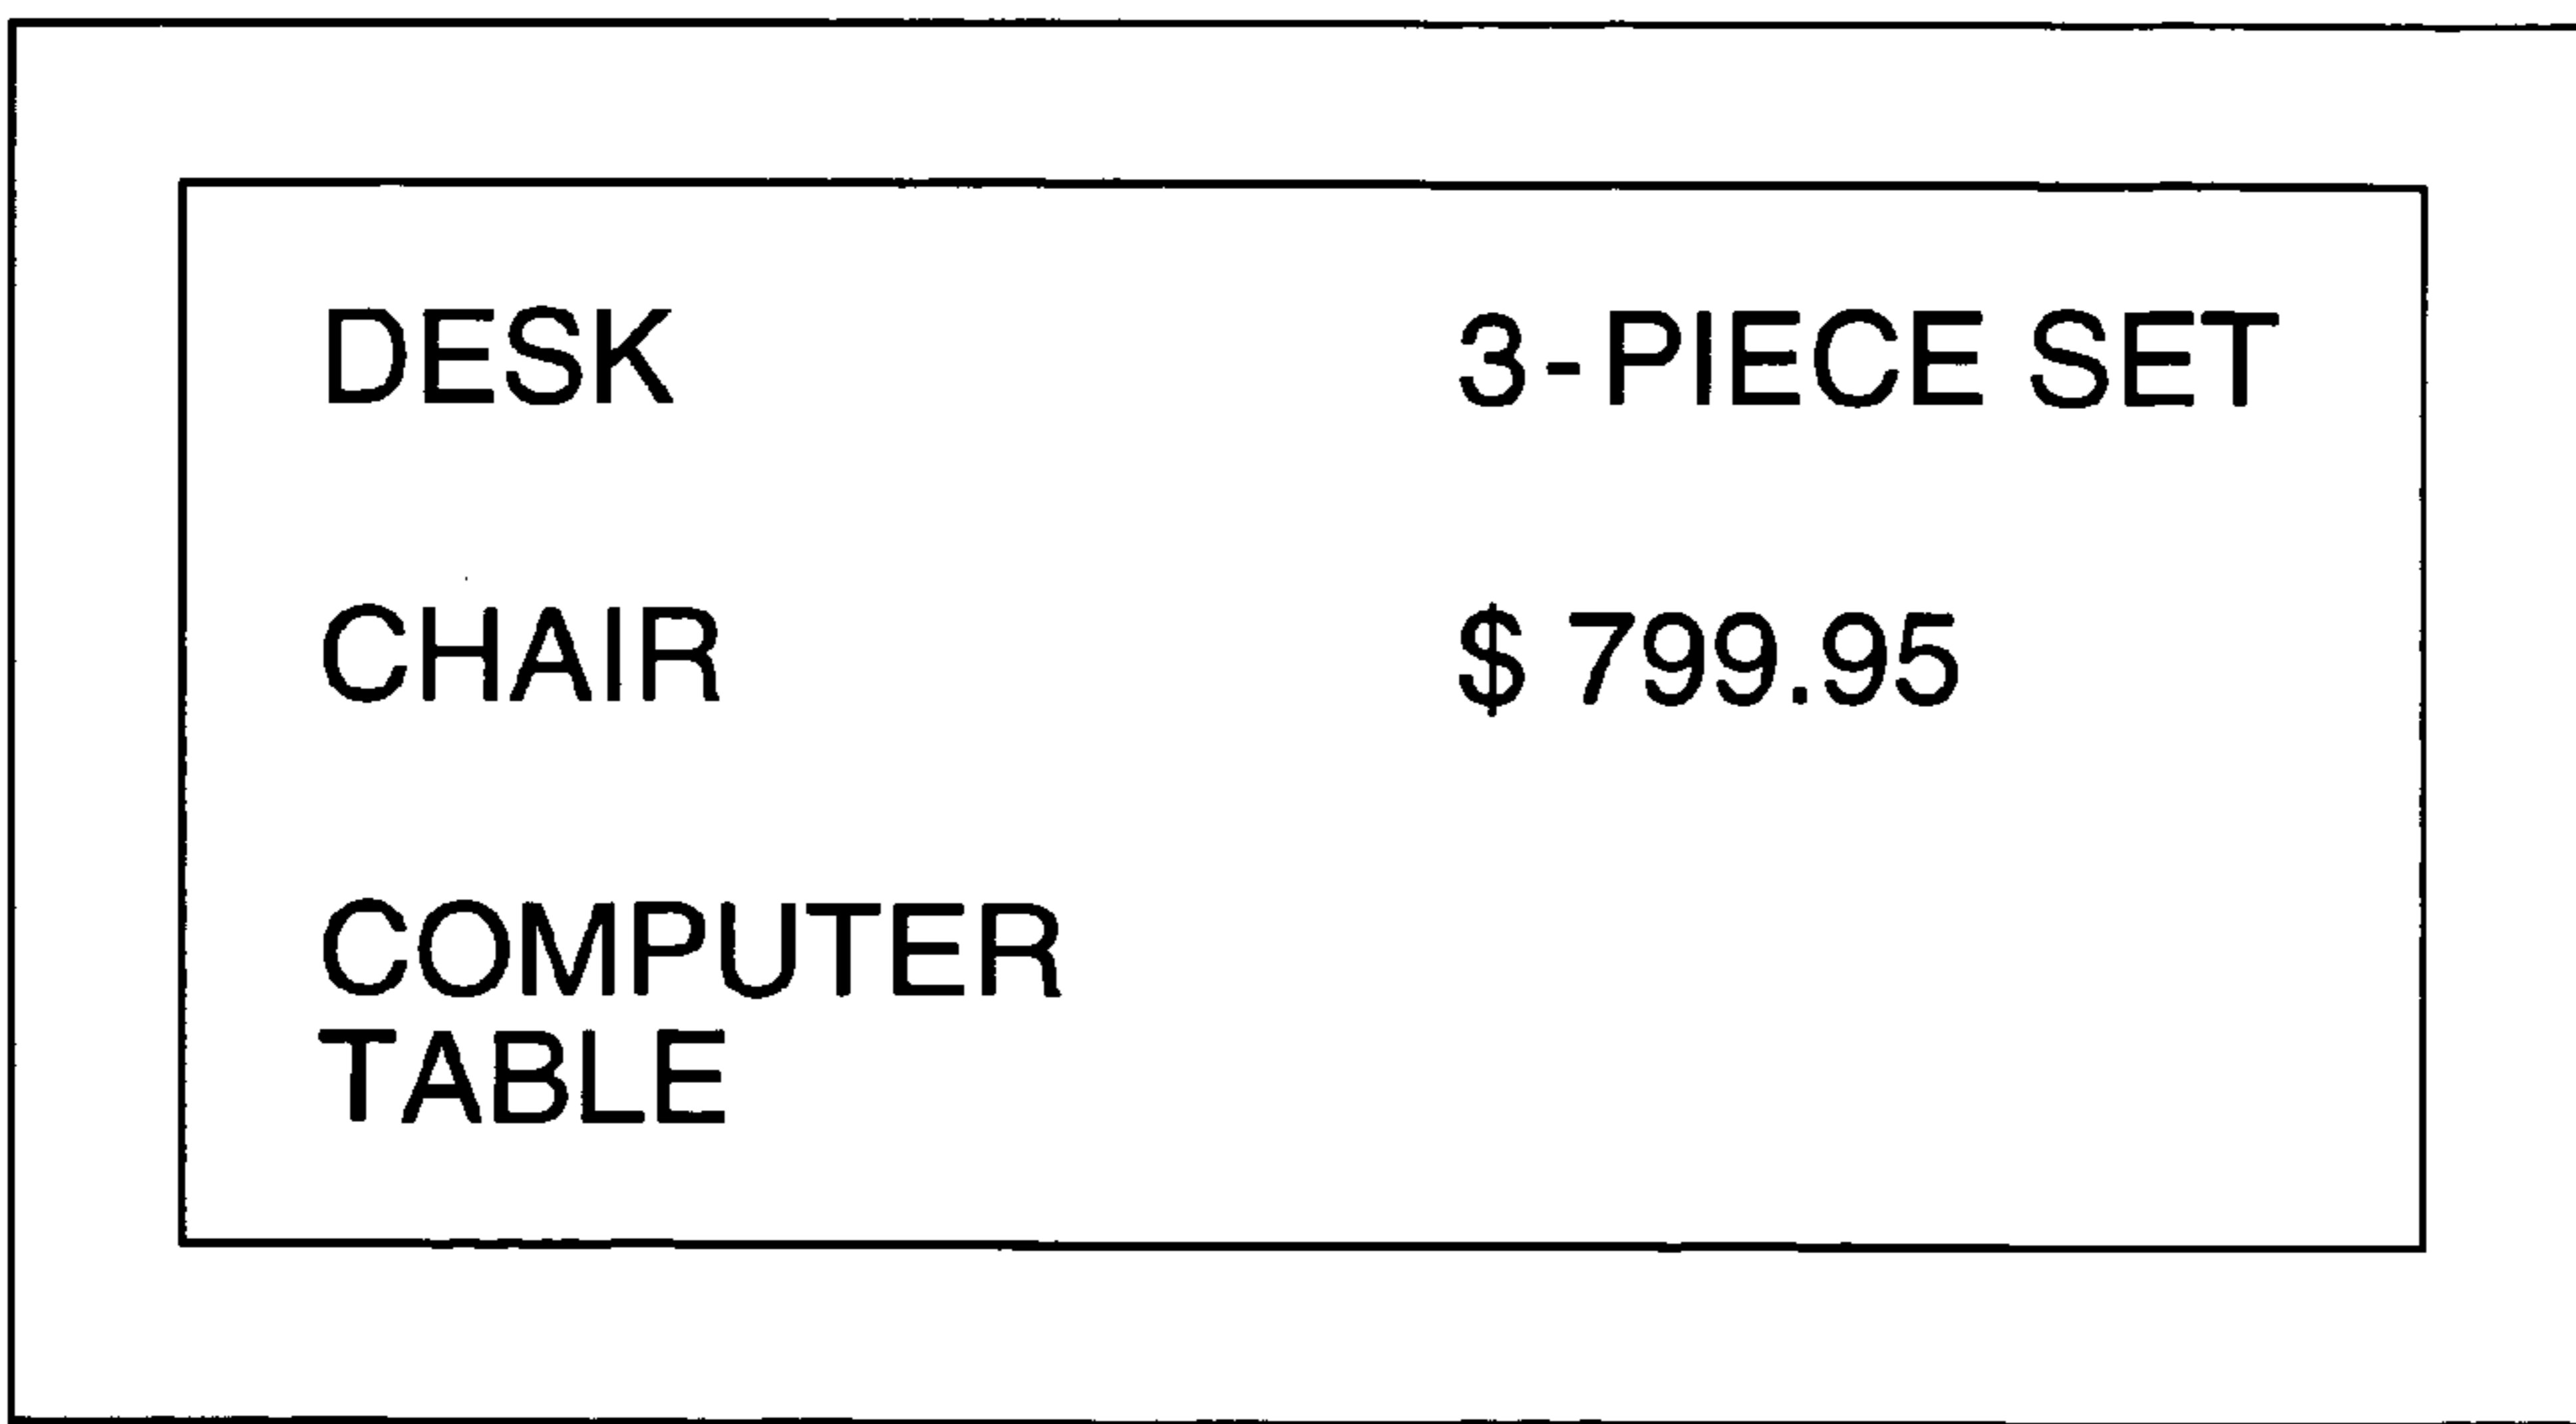 DESK
3-PIECE SET
CHAIR
$ 799.95
COMPUTER
TABLE